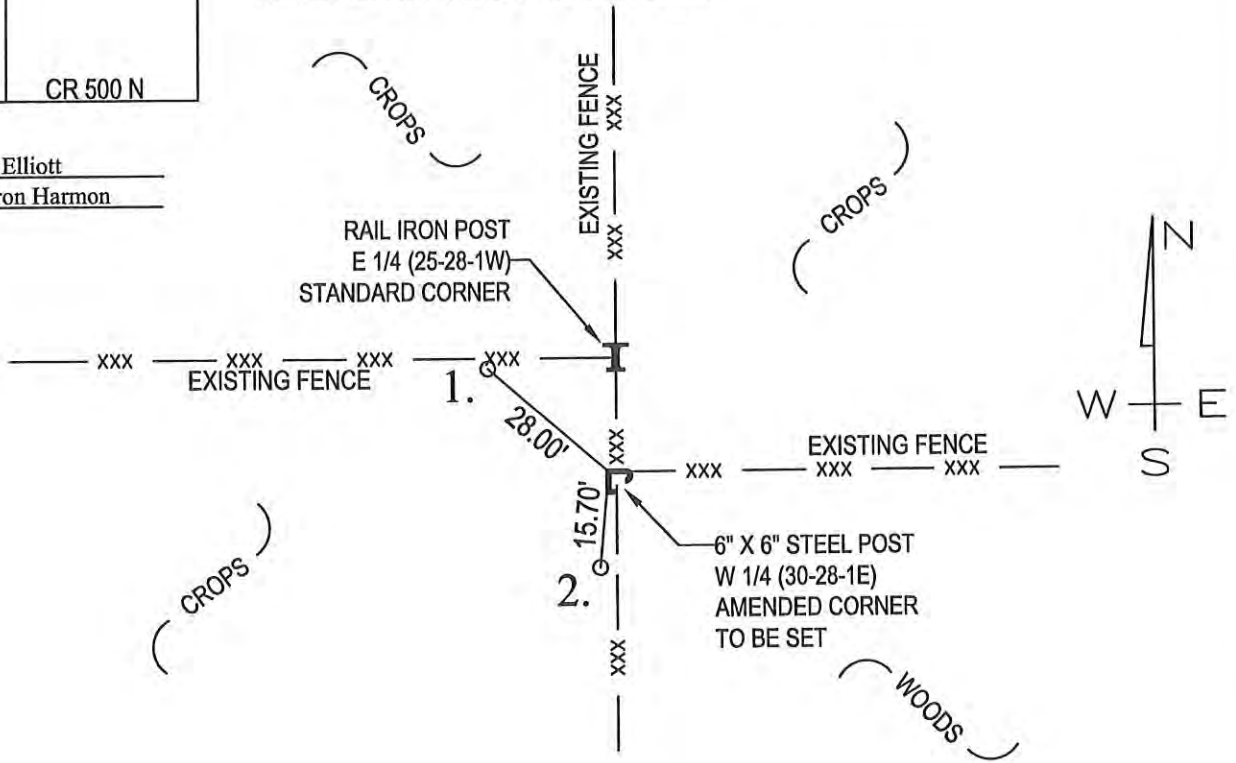 CR 500 N
Elliott
ron Harmon
CROPS
EXISTING FENCE
XXX
XXX
CROPS
RAIL IRON POST
E 1/4 (25-28-1W)
STANDARD CORNER
N
W E
S
XXX XXX XXX XXX
EXISTING FENCE
1.
28.00'
XXX
EXISTING FENCE
XXX XXX XXX
15.70'
2.
6" X 6" STEEL POST
W 1/4 (30-28-1E)
AMENDED CORNER
TO BE SET
CROPS
XXX
WOODS